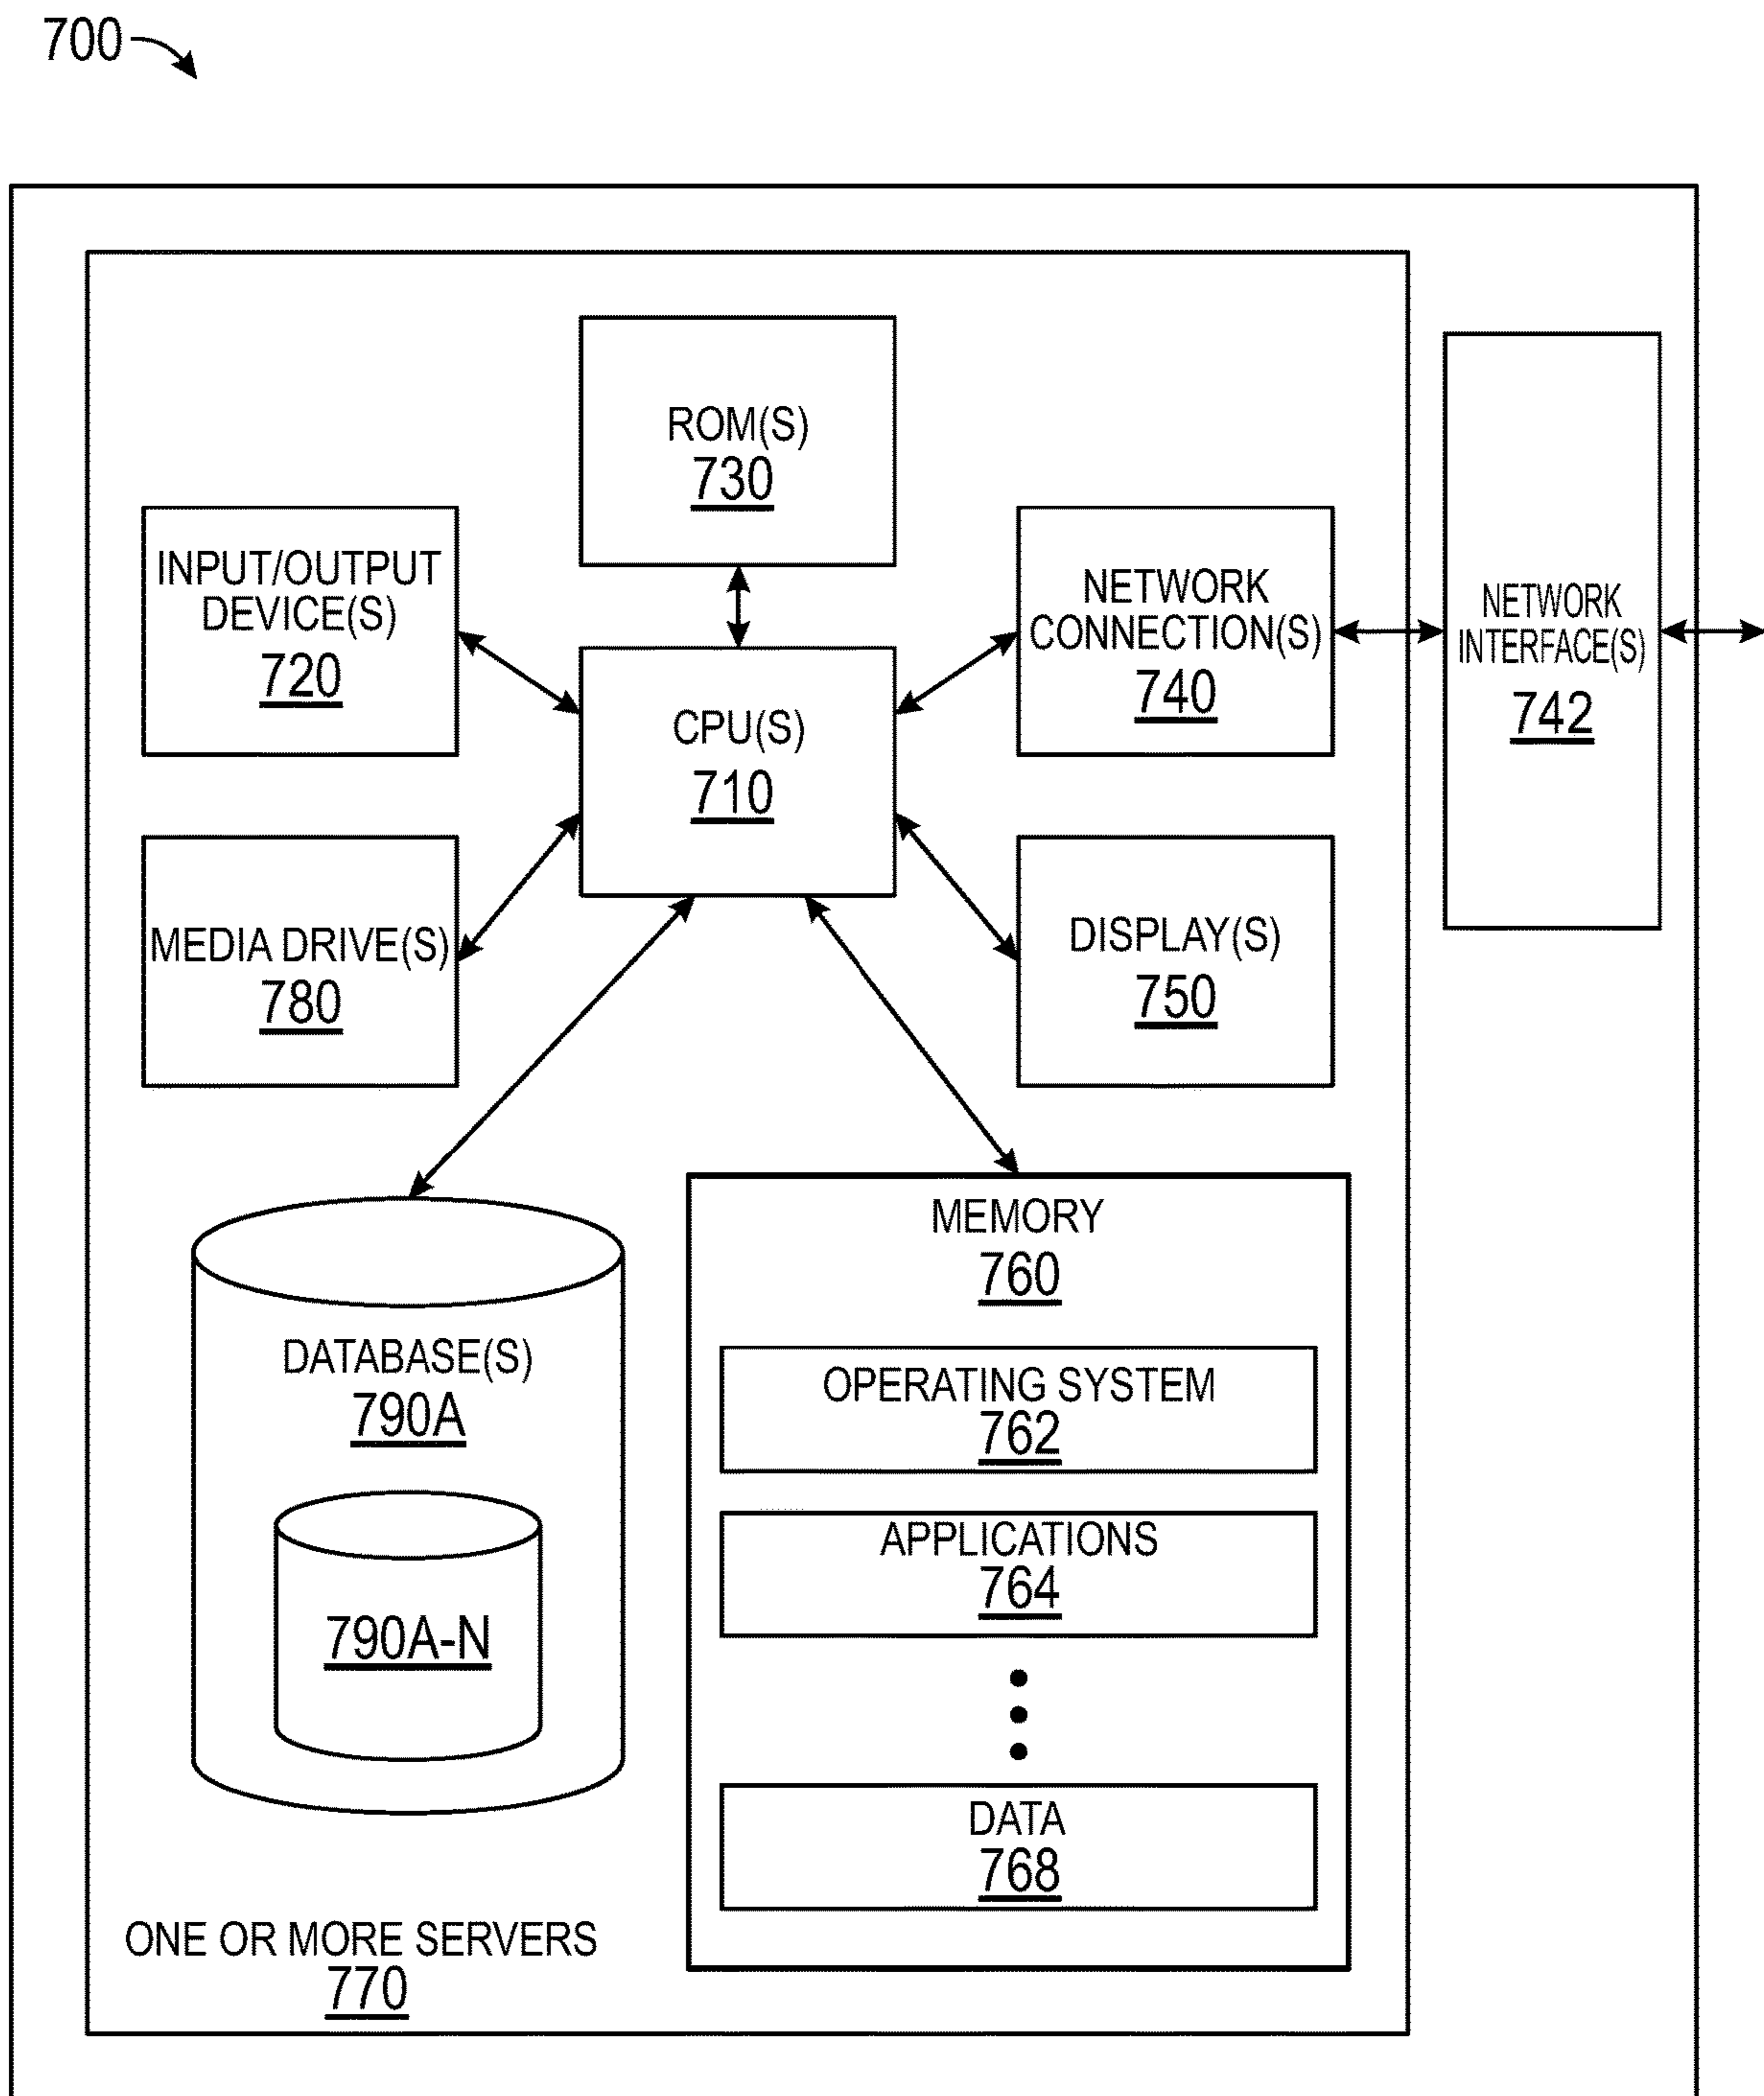 700
ROM(S)
730
INPUT/OUTPUT
DEVICE(S)
720
NETWORK
CONNECTION(S)
740
NETWORK
INTERFACE(S)
742
CPU(S)
710
MEDIA DRIVE(S)
780
DISPLAY(S)
750
DATABASE(S)
790A
790A-N
MEMORY
760
OPERATING SYSTEM
762
APPLICATIONS
764
DATA
768
ONE OR MORE SERVERS
770